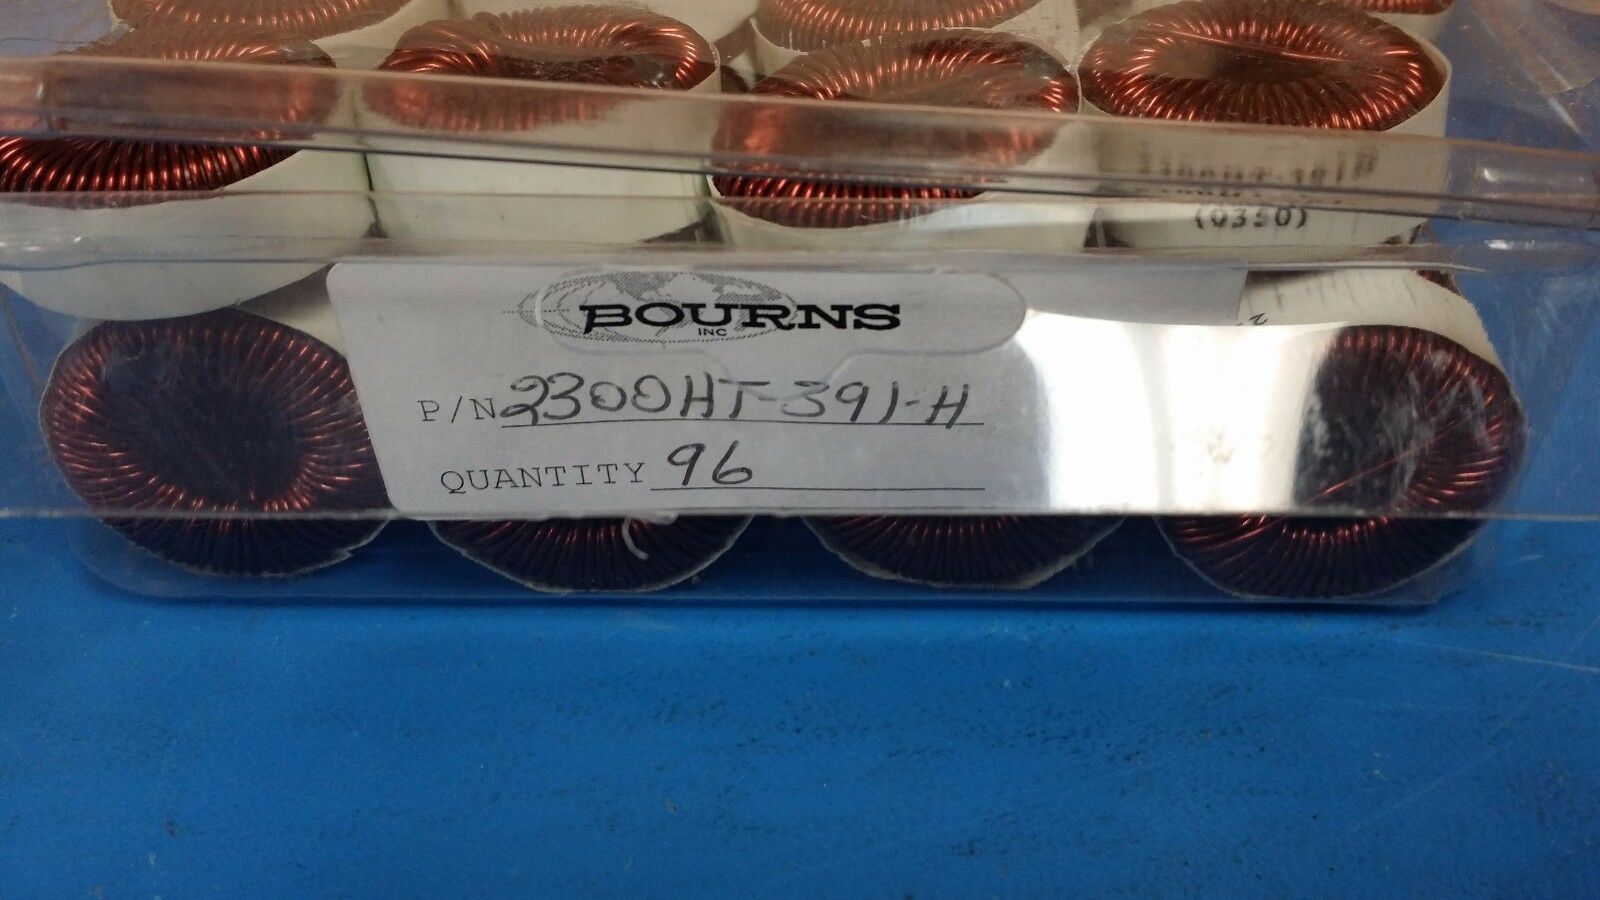 (0350)
BOURNS
INC
P/N 2300HT-391-H
QUANTITY 96